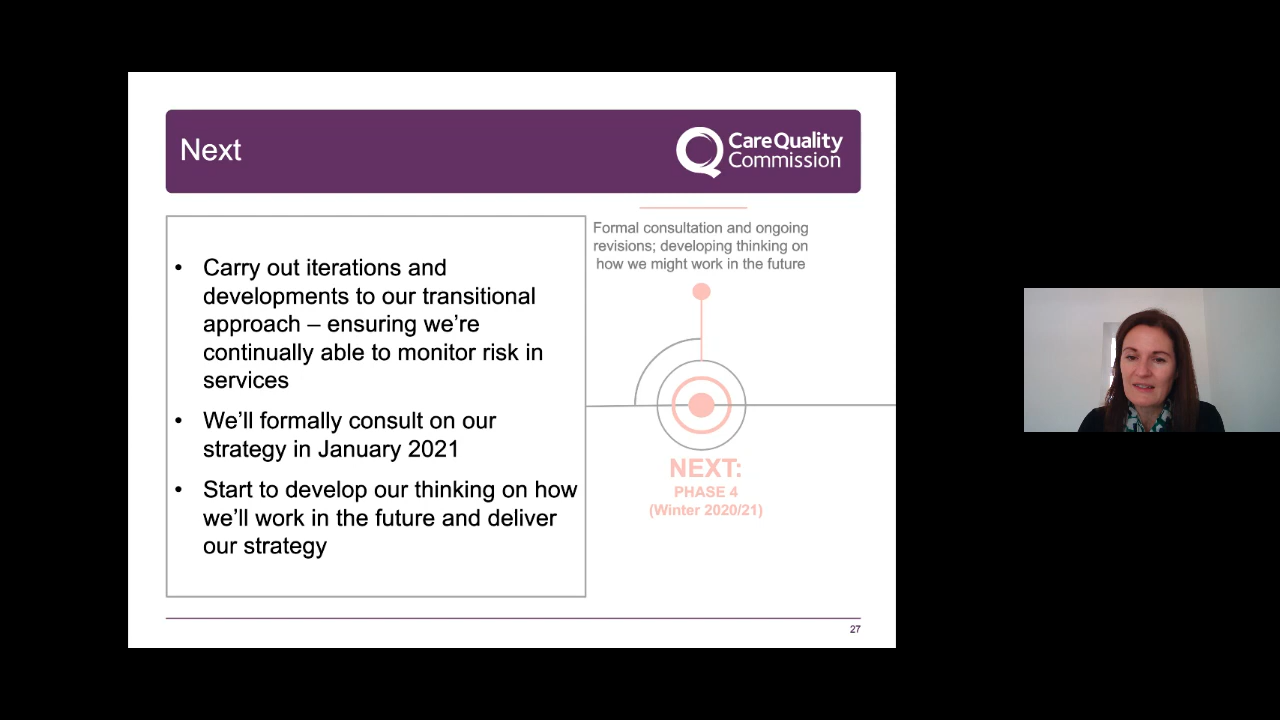 Next
CareQuality
Commission
Formal consultation and ongoing
revisions; developing thinking on
how we might work in the future
• Carry out iterations and
developments to our transitional
approach – ensuring we’re
continually able to monitor risk in
services
• We’ll formally consult on our
strategy in January 2021
• Start to develop our thinking on how
we’ll work in the future and deliver
our strategy
NEXT:
PHASE 4
(Winter 2020/21)
27